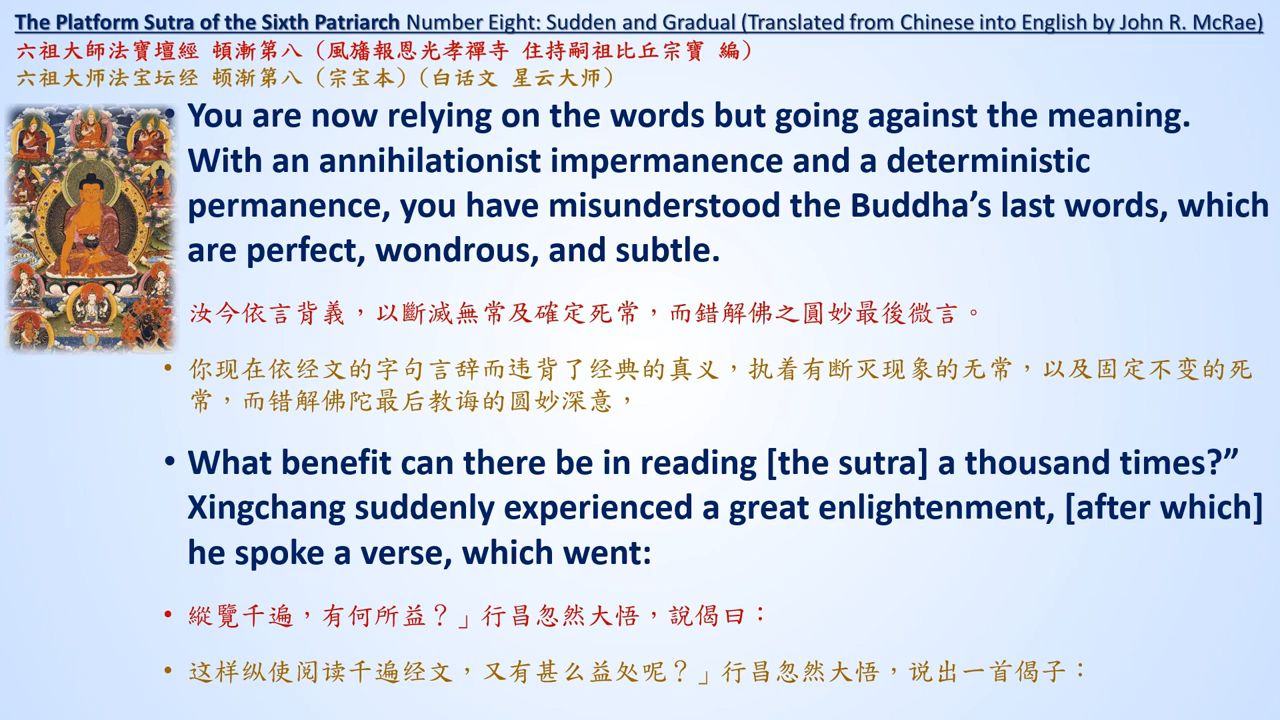 The Platform Sutra of the Sixth Patriarch Number Eight: Sudden and Gradual (Translated from Chinese into English by John R. McRae)
六祖大師法寶壇經 頓漸第八（風旛報恩光孝禪寺 住持嗣祖比丘宗寶 編）
六祖大师法宝坛经 顿渐第八（宗宝本）（白话文 星云大师）
• You are now relying on the words but going against the meaning.
With an annihilationist impermanence and a deterministic
permanence, you have misunderstood the Buddha’s last words, which
are perfect, wondrous, and subtle.
汝今依言背義，以斷滅無常及確定死常，而錯解佛之圓妙最後微言。
• 你现在依经文的字句言辞而违背了经典的真义，执着有断灭现象的无常，以及固定不变的死
常，而错解佛陀最后教诲的圆妙深意，
• What benefit can there be in reading [the sutra] a thousand times?”
Xingchang suddenly experienced a great enlightenment, [after which]
he spoke a verse, which went:
• 縱覽千遍，有何所益？」行昌忽然大悟，說偈曰：
• 这样纵使阅读千遍经文，又有甚么益处呢？」行昌忽然大悟，说出一首偈子：